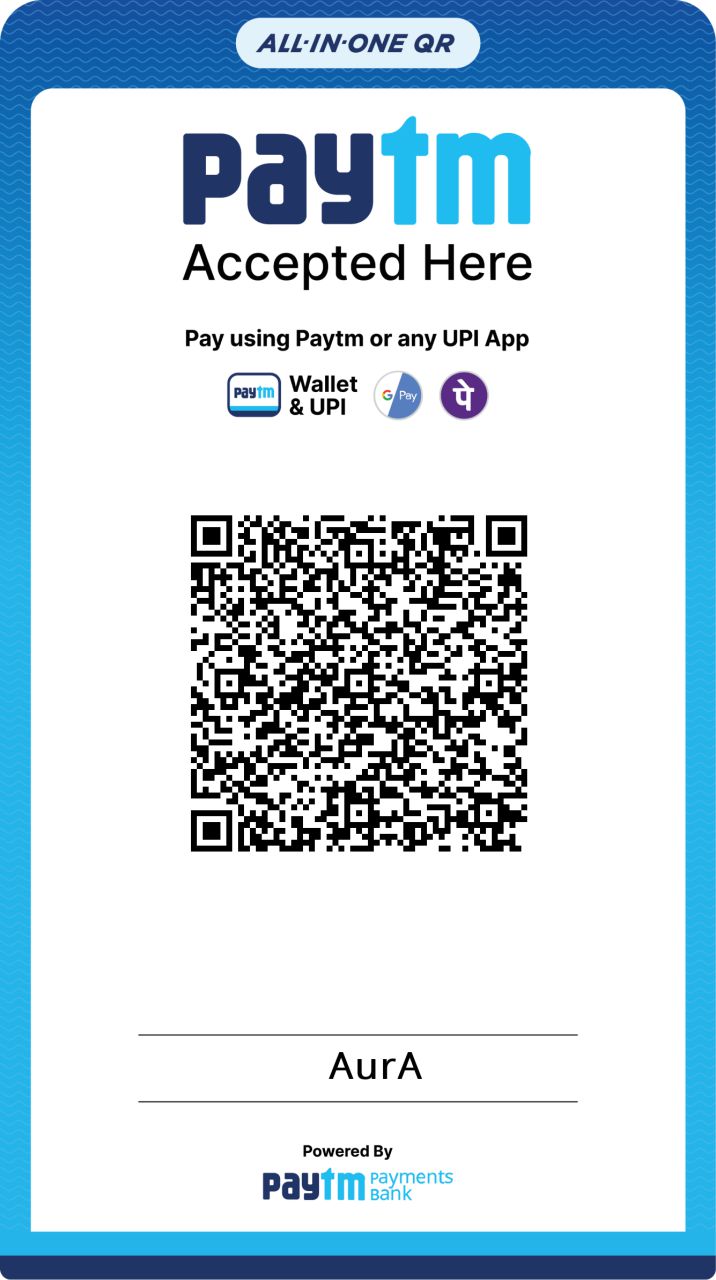 ALL·IN·ONE QR
paytm
Accepted Here
Pay using Paytm or any UPI App
paytm Wallet
& UPI
G Pay
पे
AurA
Powered By
paytm Payments
Bank